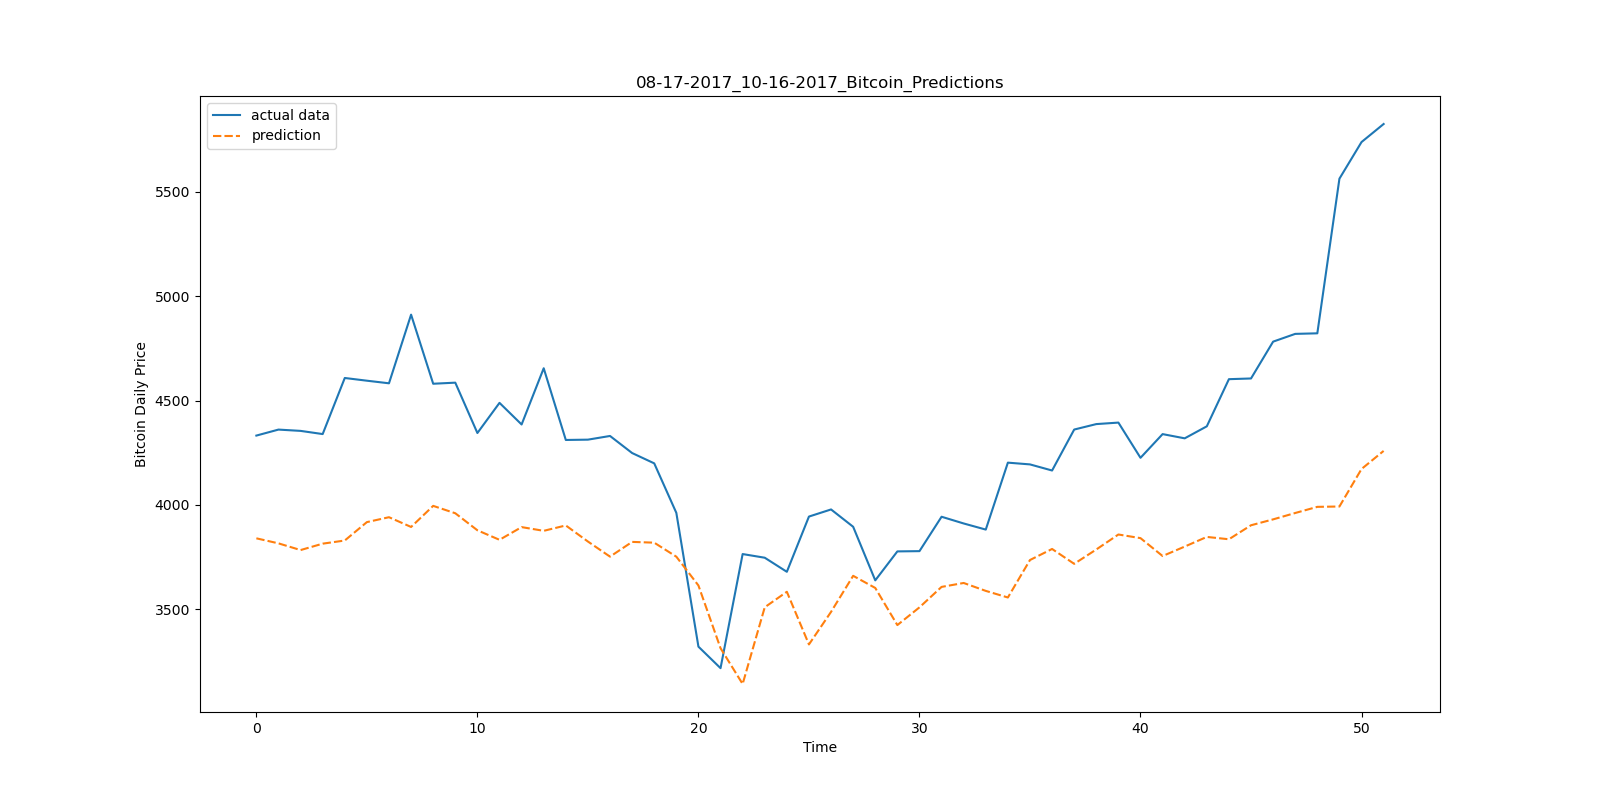 08-17-2017_10-16-2017_Bitcoin_Predictions
actual data
prediction
5500
5000
4500
4000
3500
Bitcoin Daily Price
0 10 20 30 40 50
Time